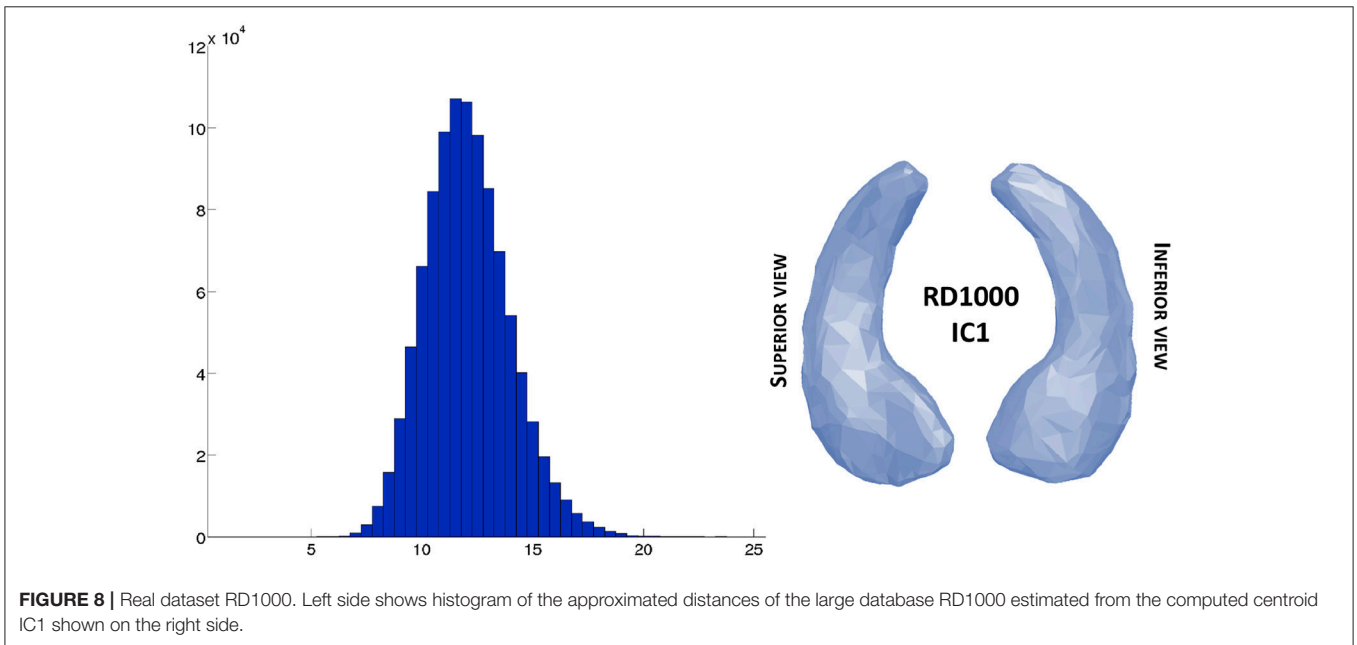 x 10⁴
12
10
8
6
4
2
0
5
10
15
20
25
SUPERIOR VIEW
RD1000
IC1
INFERIOR VIEW
FIGURE 8 | Real dataset RD1000. Left side shows histogram of the approximated distances of the large database RD1000 estimated from the computed centroid
IC1 shown on the right side.